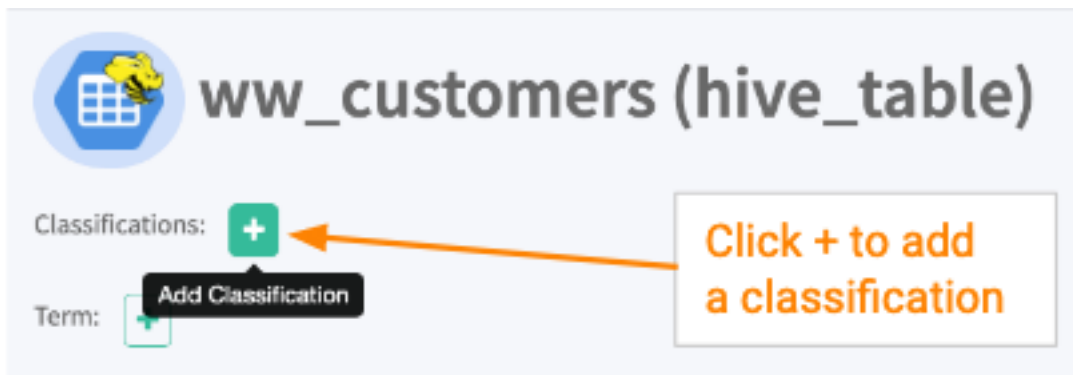 ww_customers (hive_table)
Classifications: +
Click + to add
a classification
Add Classification
Term: +